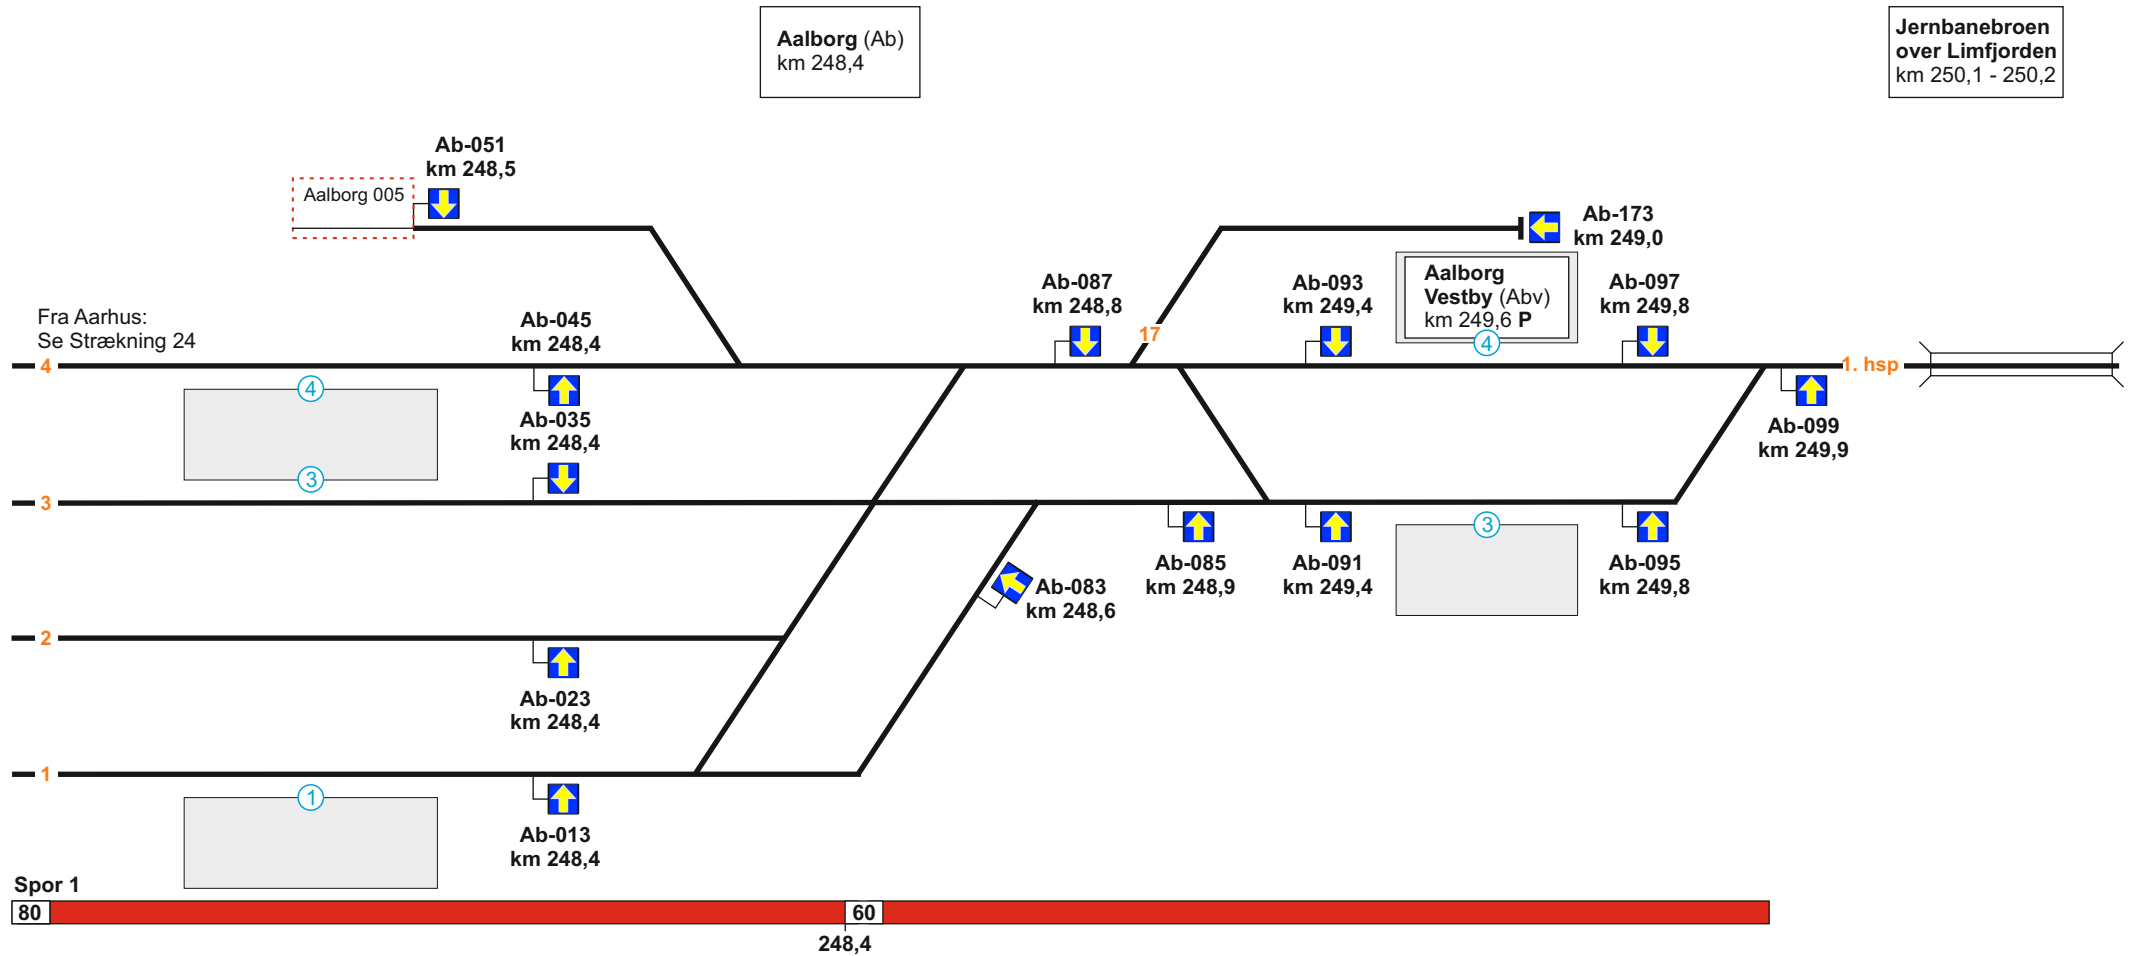 Aalborg (Ab)
km 248,4
Jernbanebroen
over Limfjorden
km 250,1 - 250,2
Ab-051
km 248,5
Aalborg 005
Ab-173
km 249,0
Fra Aarhus:
Se Strækning 24
Ab-045
km 248,4
Ab-087
km 248,8
17
Ab-093
km 249,4
Aalborg
Vestby (Abv)
km 249,6 P
4
Ab-097
km 249,8
4
1. hsp
4
Ab-035
km 248,4
3
Ab-099
km 249,9
3
Ab-085
km 248,9
Ab-091
km 249,4
3
Ab-095
km 249,8
Ab-083
km 248,6
2
Ab-023
km 248,4
1
1
Ab-013
km 248,4
Spor 1
80
60
248,4